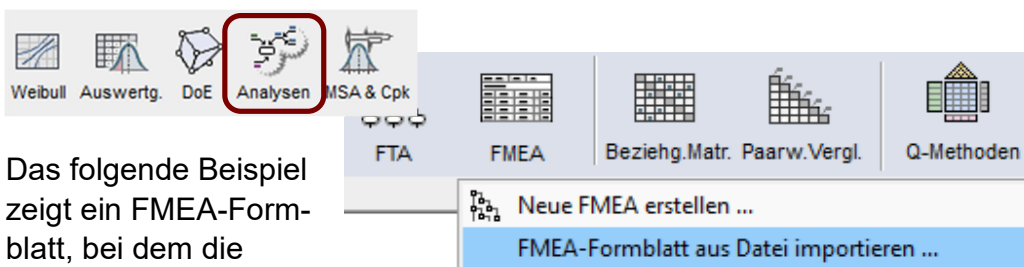 Weibull Auswertg. DoE Analysen MSA & Cpk
FTA FMEA Beziehg.Matr. Paarw.Vergl. Q-Methoden
Neue FMEA erstellen ...
FMEA-Formblatt aus Datei importieren ...
Das folgende Beispiel
zeigt ein FMEA-Form-
blatt, bei dem die